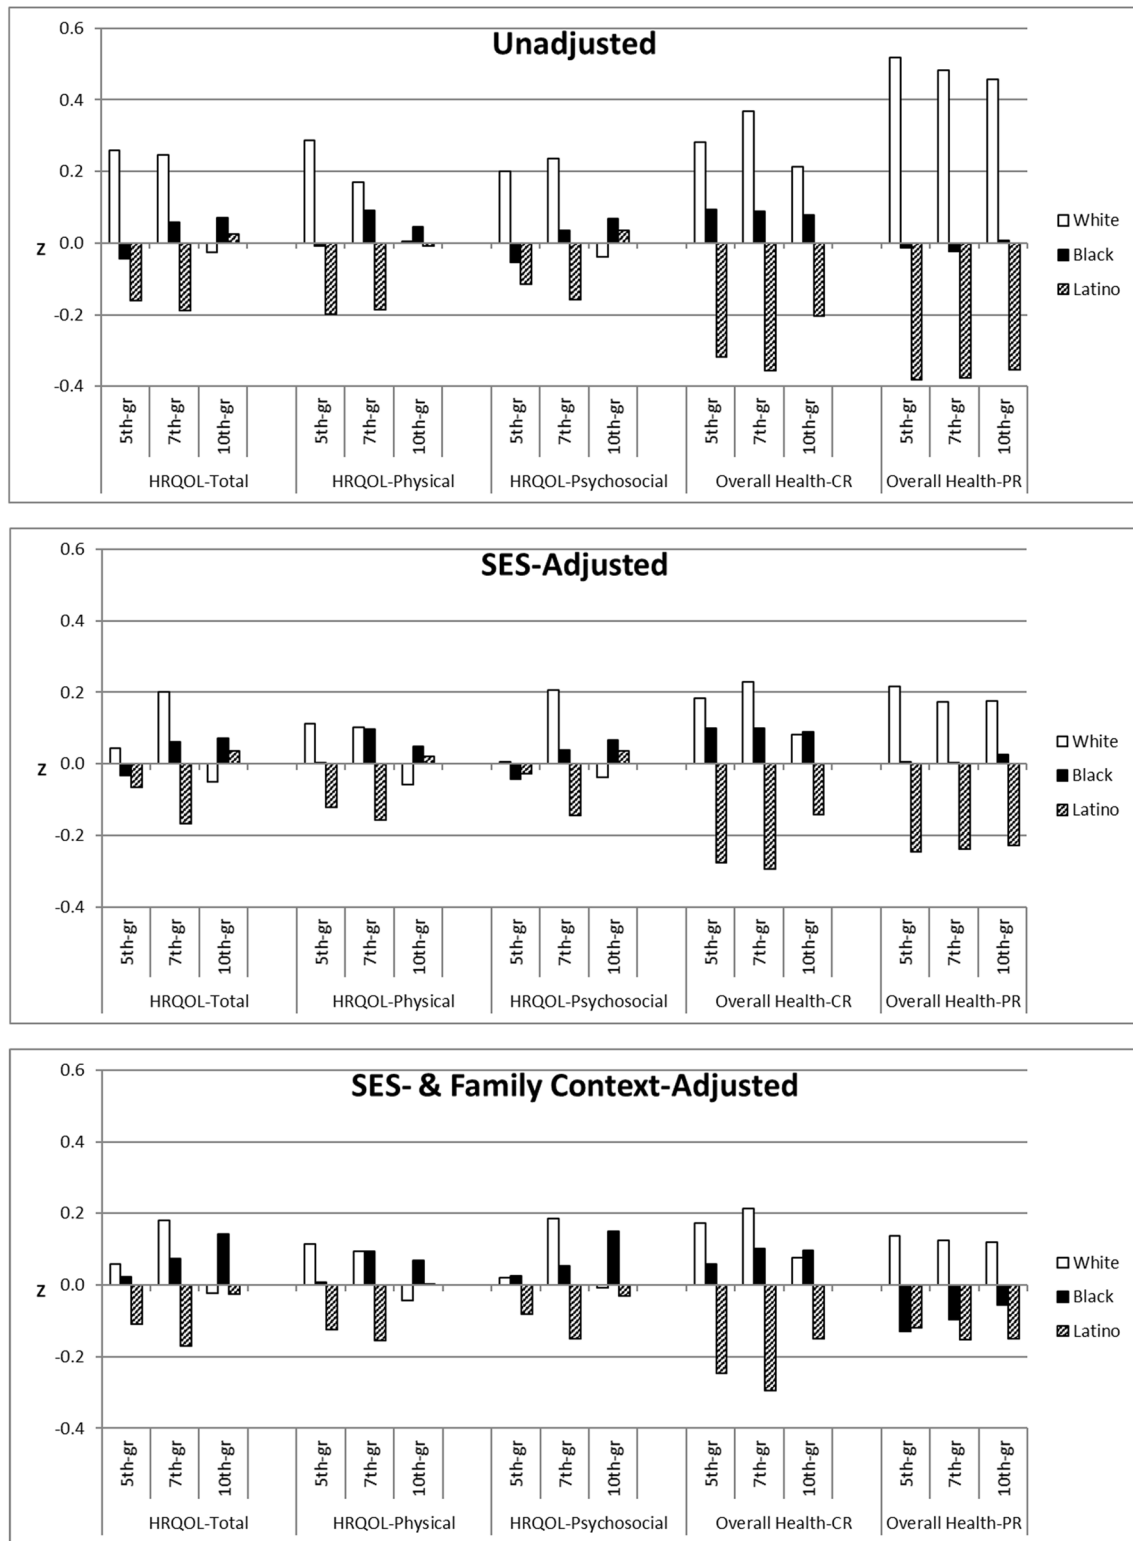 Unadjusted
0.6
0.4
0.2
0.0
-0.2
-0.4
z
White
Black
Latino
5th-gr 7th-gr 10th-gr 5th-gr 7th-gr 10th-gr 5th-gr 7th-gr 10th-gr 5th-gr 7th-gr 10th-gr 5th-gr 7th-gr 10th-gr
HRQOL-Total HRQOL-Physical HRQOL-Psychosocial Overall Health-CR Overall Health-PR
SES-Adjusted
0.6
0.4
0.2
0.0
-0.2
-0.4
z
White
Black
Latino
5th-gr 7th-gr 10th-gr 5th-gr 7th-gr 10th-gr 5th-gr 7th-gr 10th-gr 5th-gr 7th-gr 10th-gr 5th-gr 7th-gr 10th-gr
HRQOL-Total HRQOL-Physical HRQOL-Psychosocial Overall Health-CR Overall Health-PR
SES- & Family Context-Adjusted
0.6
0.4
0.2
0.0
-0.2
-0.4
z
White
Black
Latino
5th-gr 7th-gr 10th-gr 5th-gr 7th-gr 10th-gr 5th-gr 7th-gr 10th-gr 5th-gr 7th-gr 10th-gr 5th-gr 7th-gr 10th-gr
HRQOL-Total HRQOL-Physical HRQOL-Psychosocial Overall Health-CR Overall Health-PR